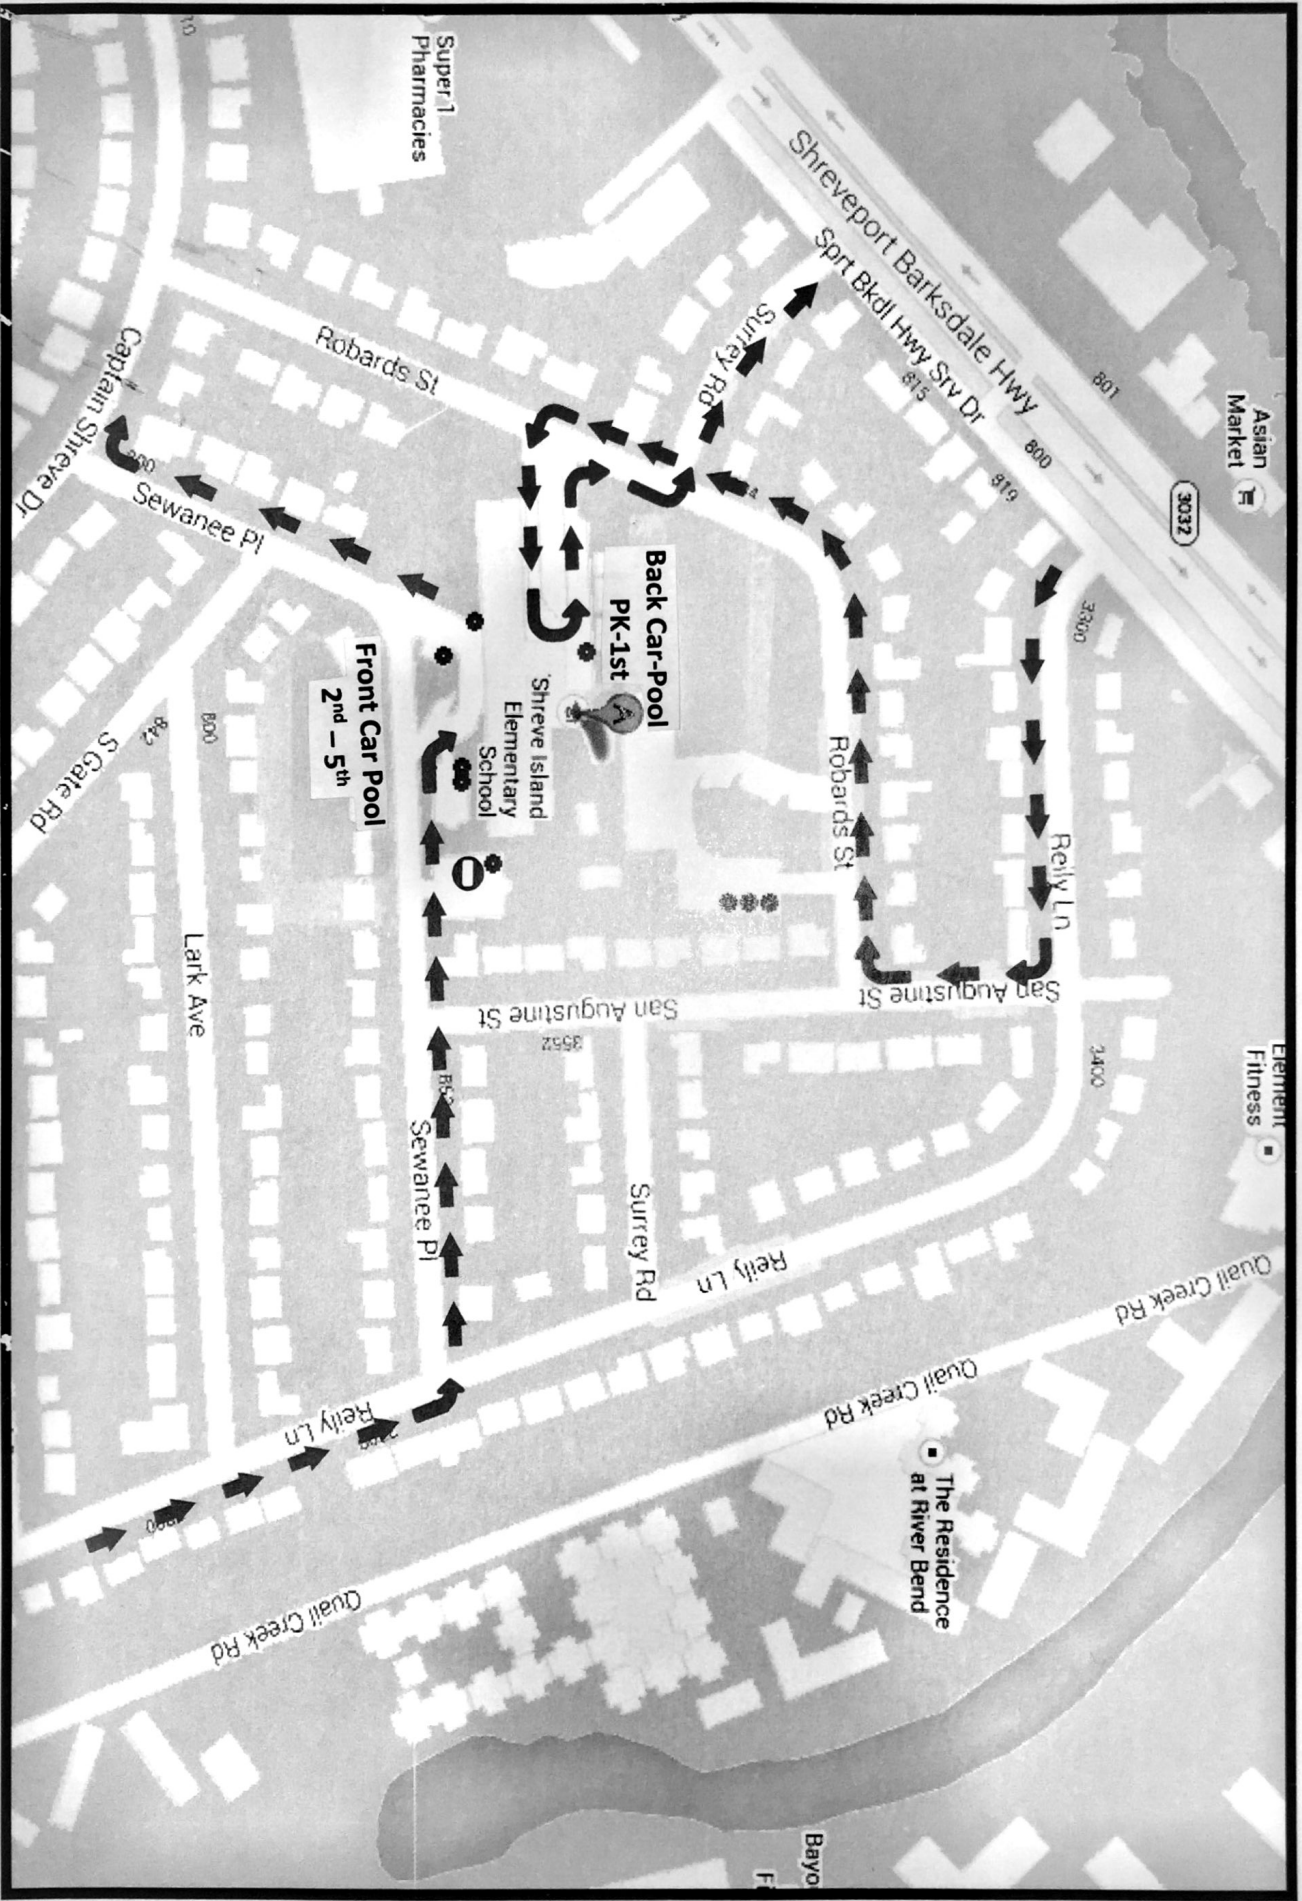 Super 1
Pharmacies
Shreveport Barksdale Hwy
Sprt Bkdl Hwy Srv Dr
801
Asian
Market
3032
800
815
819
Surrey Rd
Robards St
Captain Shreve Dr
Sewanee Pl
3300
Back Car-Pool
PK-1st
A
Shreve Island
Elementary
School
Front Car Pool
2nd – 5th
800
842
S Gate Rd
Robards St
Reily Ln
San Augustine St
San Augustine St
3552
Lark Ave
3400
Element
Fitness
Sewanee Pl
Surrey Rd
Reily Ln
Quail Creek Rd
Quail Creek Rd
Reily Ln
The Residence
at River Bend
Quail Creek Rd
Bayo
Fi